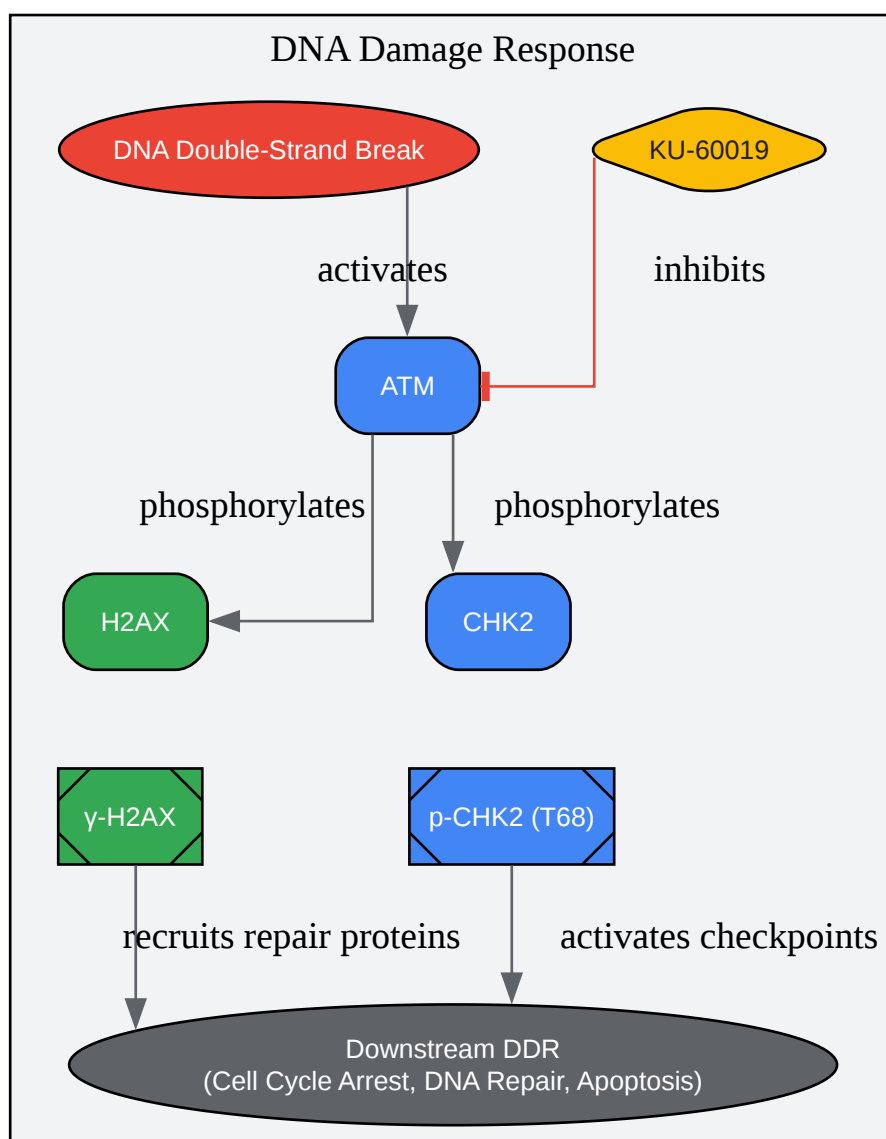 DNA Damage Response
DNA Double-Strand Break
KU-60019
activates
inhibits
ATM
phosphorylates
phosphorylates
H2AX
CHK2
γ-H2AX
p-CHK2 (T68)
recruits repair proteins
activates checkpoints
Downstream DDR
(Cell Cycle Arrest, DNA Repair, Apoptosis)